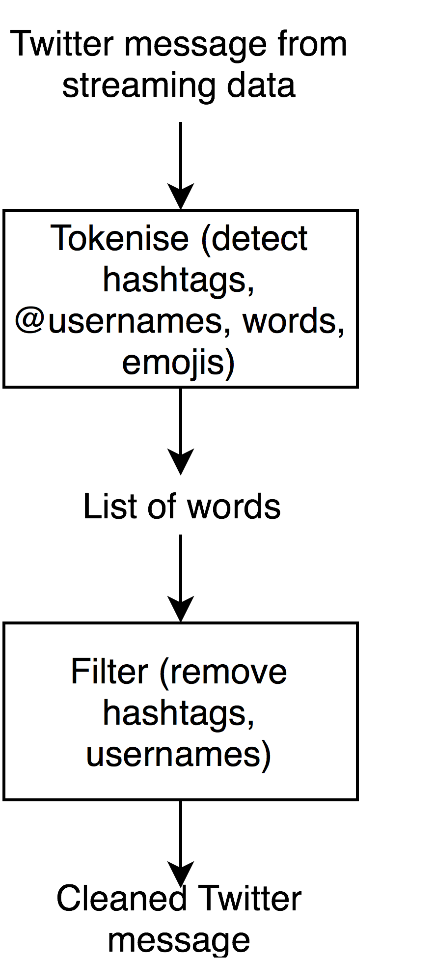 Twitter message from
streaming data
Tokenise (detect
hashtags,
@usernames, words,
emojis)
List of words
Filter (remove
hashtags,
usernames)
Cleaned Twitter
message